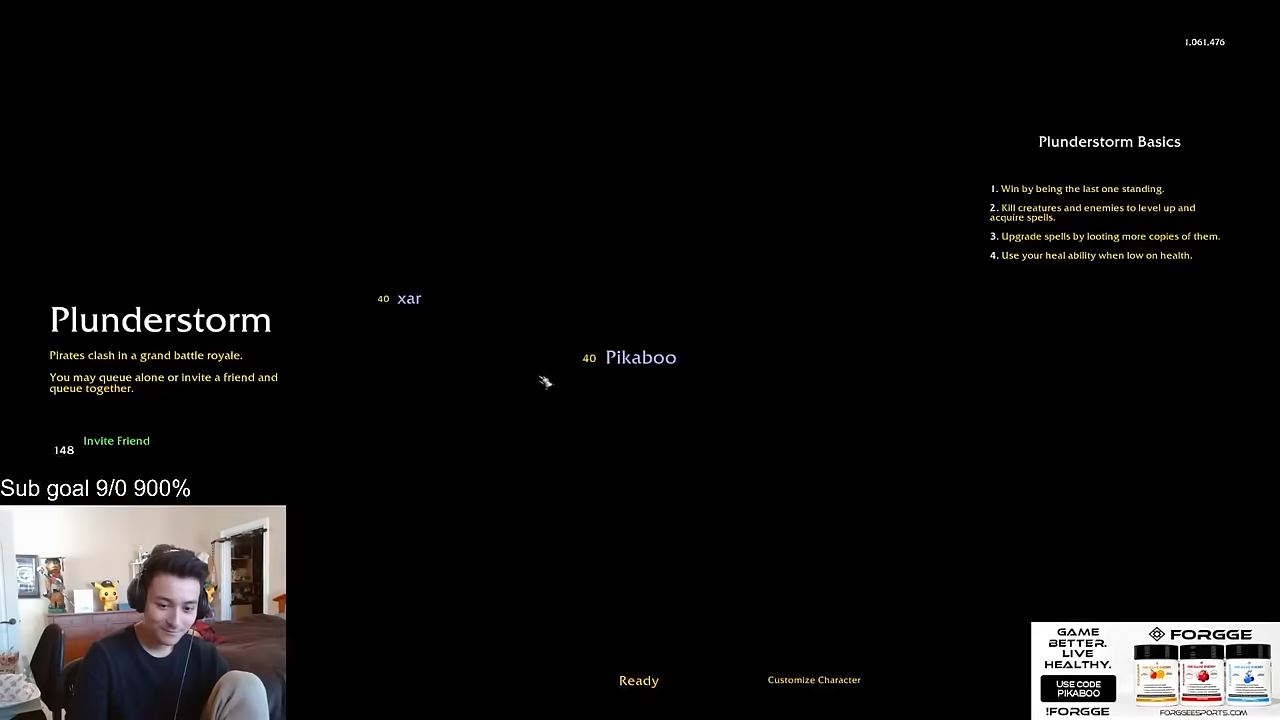 1,061,476
Plunderstorm Basics
1. Win by being the last one standing.
2. Kill creatures and enemies to level up and
acquire spells.
3. Upgrade spells by looting more copies of them.
4. Use your heal ability when low on health.
40 xar
Plunderstorm
Pirates clash in a grand battle royale.
You may queue alone or invite a friend and
queue together.
40 Pikaboo
Invite Friend
148
Sub goal 9/0 900%
Ready
Customize Character
GAME
BETTER.
LIVE
HEALTHY.
USE CODE
PIKABOO
!FORGGE
FORGGE
FORGGEESPORTS.COM